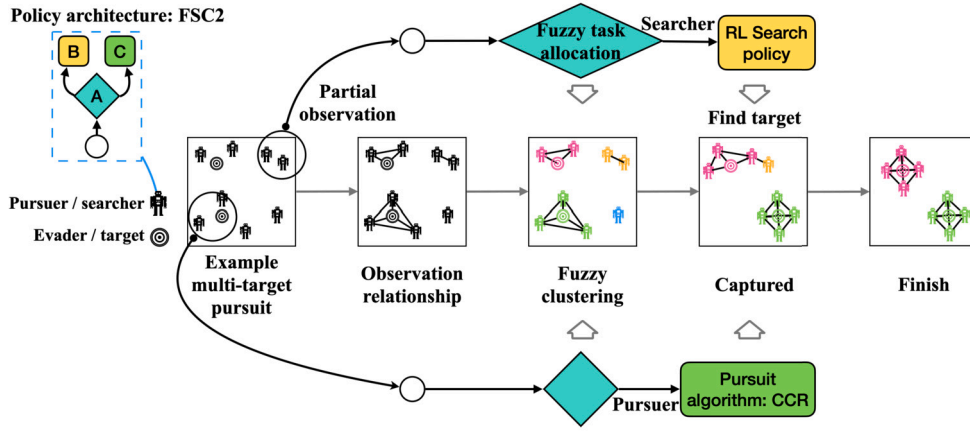 Policy architecture: FSC2
B
C
A
Pursuer / searcher
Evader / target
Partial
observation
Fuzzy task
allocation
Searcher
RL Search
policy
Find target
Example
multi-target
pursuit
Observation
relationship
Fuzzy
clustering
Captured
Finish
Pursuer
Pursuit
algorithm: CCR